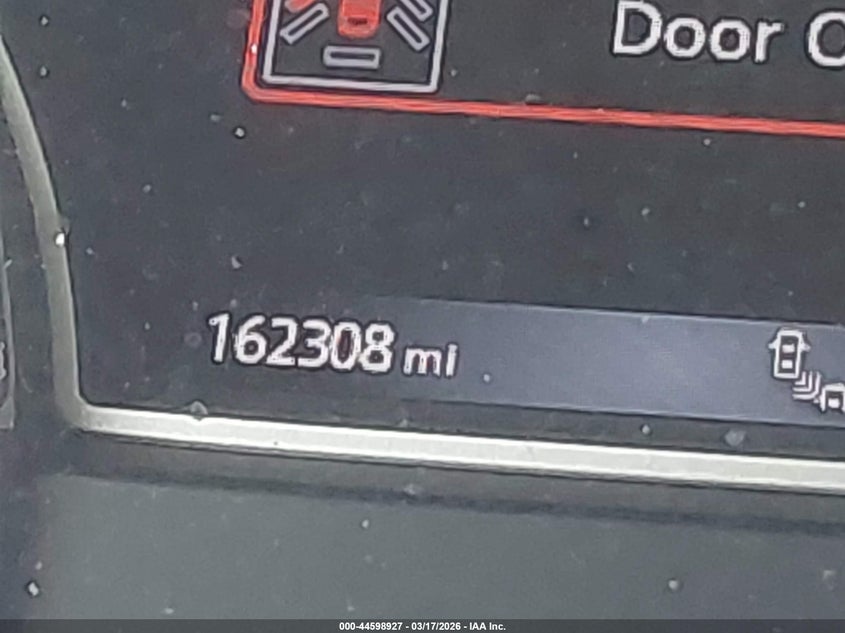 Door
162308 mi
000-44598927 - 03/17/2026 - IAA Inc.